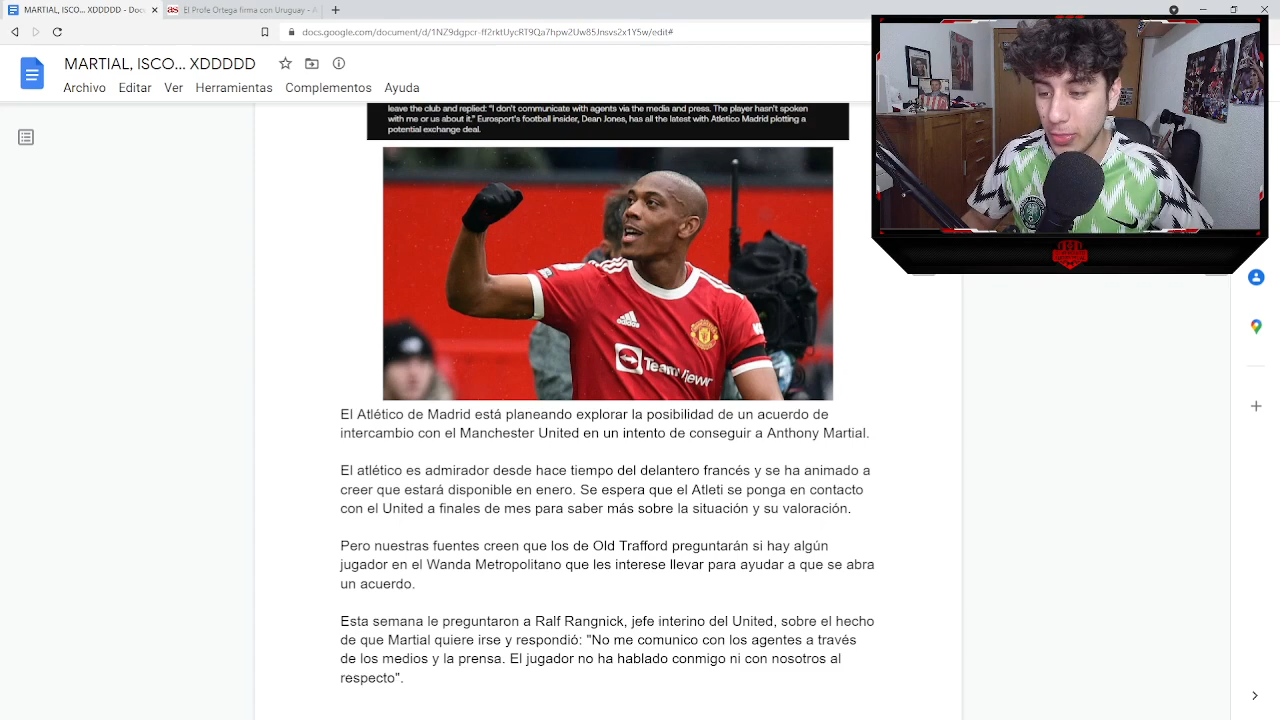 MARTIAL, ISCO... XDDDDD - Doc
El Profe Ortega firma con Uruguay - A
docs.google.com/document/d/1NZ9dgpcr-ff2rktUycRT9Qa7hpw2Uw85Jnsvs2x1Y5w/edit#
MARTIAL, ISCO... XDDDDD
Archivo Editar Ver Herramientas Complementos Ayuda
leave the club and replied: "I don't communicate with agents via the media and press. The player hasn't spoken
with me or us about it." Eurosport's football insider, Dean Jones, has all the latest with Atletico Madrid plotting a
potential exchange deal.
adidas
TeamViewer
El Atlético de Madrid está planeando explorar la posibilidad de un acuerdo de
intercambio con el Manchester United en un intento de conseguir a Anthony Martial.
El atlético es admirador desde hace tiempo del delantero francés y se ha animado a
creer que estará disponible en enero. Se espera que el Atleti se ponga en contacto
con el United a finales de mes para saber más sobre la situación y su valoración.
Pero nuestras fuentes creen que los de Old Trafford preguntarán si hay algún
jugador en el Wanda Metropolitano que les interese llevar para ayudar a que se abra
un acuerdo.
Esta semana le preguntaron a Ralf Rangnick, jefe interino del United, sobre el hecho
de que Martial quiere irse y respondió: "No me comunico con los agentes a través
de los medios y la prensa. El jugador no ha hablado conmigo ni con nosotros al
respecto".